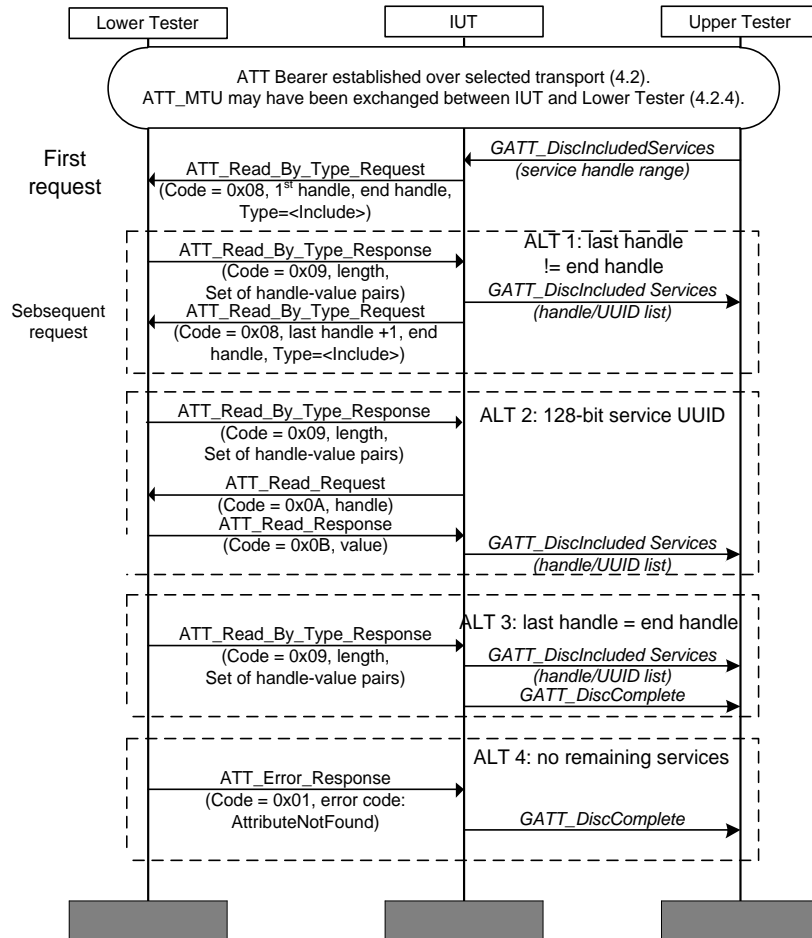 Lower Tester
IUT
Upper Tester
ATT Bearer established over selected transport (4.2).
ATT_MTU may have been exchanged between IUT and Lower Tester (4.2.4).
First
request
GATT_DiscIncludedServices
(service handle range)
ATT_Read_By_Type_Request
(Code = 0x08, 1st handle, end handle,
Type=<Include>)
ALT 1: last handle
!= end handle
ATT_Read_By_Type_Response
(Code = 0x09, length,
Set of handle-value pairs)
GATT_DiscIncluded Services
(handle/UUID list)
Sebsequent
request
ATT_Read_By_Type_Request
(Code = 0x08, last handle +1, end
handle, Type=<Include>)
ATT_Read_By_Type_Response
(Code = 0x09, length,
Set of handle-value pairs)
ALT 2: 128-bit service UUID
ATT_Read_Request
(Code = 0x0A, handle)
ATT_Read_Response
(Code = 0x0B, value)
GATT_DiscIncluded Services
(handle/UUID list)
ALT 3: last handle = end handle
ATT_Read_By_Type_Response
(Code = 0x09, length,
Set of handle-value pairs)
GATT_DiscIncluded Services
(handle/UUID list)
GATT_DiscComplete
ALT 4: no remaining services
ATT_Error_Response
(Code = 0x01, error code:
AttributeNotFound)
GATT_DiscComplete